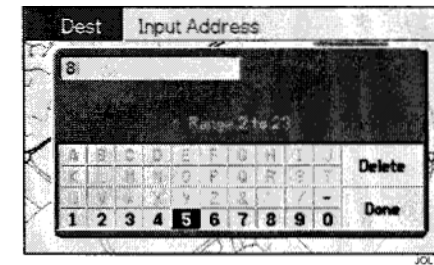 Dest Input Address
8
Range 2 to 23
A B C D E F G H I J Delete
K L M N O P Q R S T
U V W X Y Z & ' / - Done
1 2 3 4 5 6 7 8 9 0
JOL